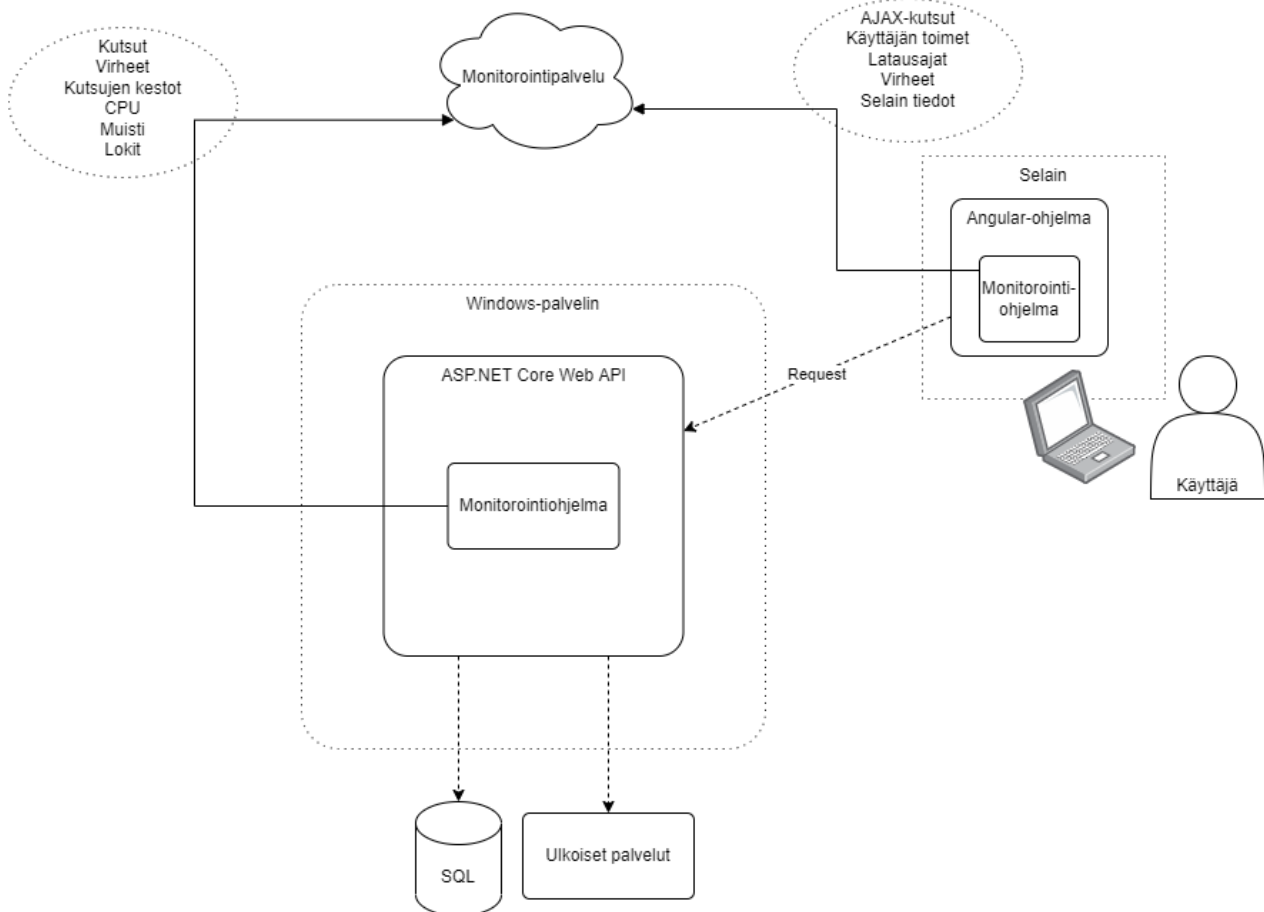 Kutsut
Virheet
Kutsujen kestot
CPU
Muisti
Lokit
Monitorointipalvelu
AJAX-kutsut
Käyttäjän toimet
Latausajat
Virheet
Selain tiedot
Selain
Angular-ohjelma
Monitorointi-
ohjelma
Windows-palvelin
ASP.NET Core Web API
Request
Monitorointiohjelma
Käyttäjä
SQL
Ulkoiset palvelut